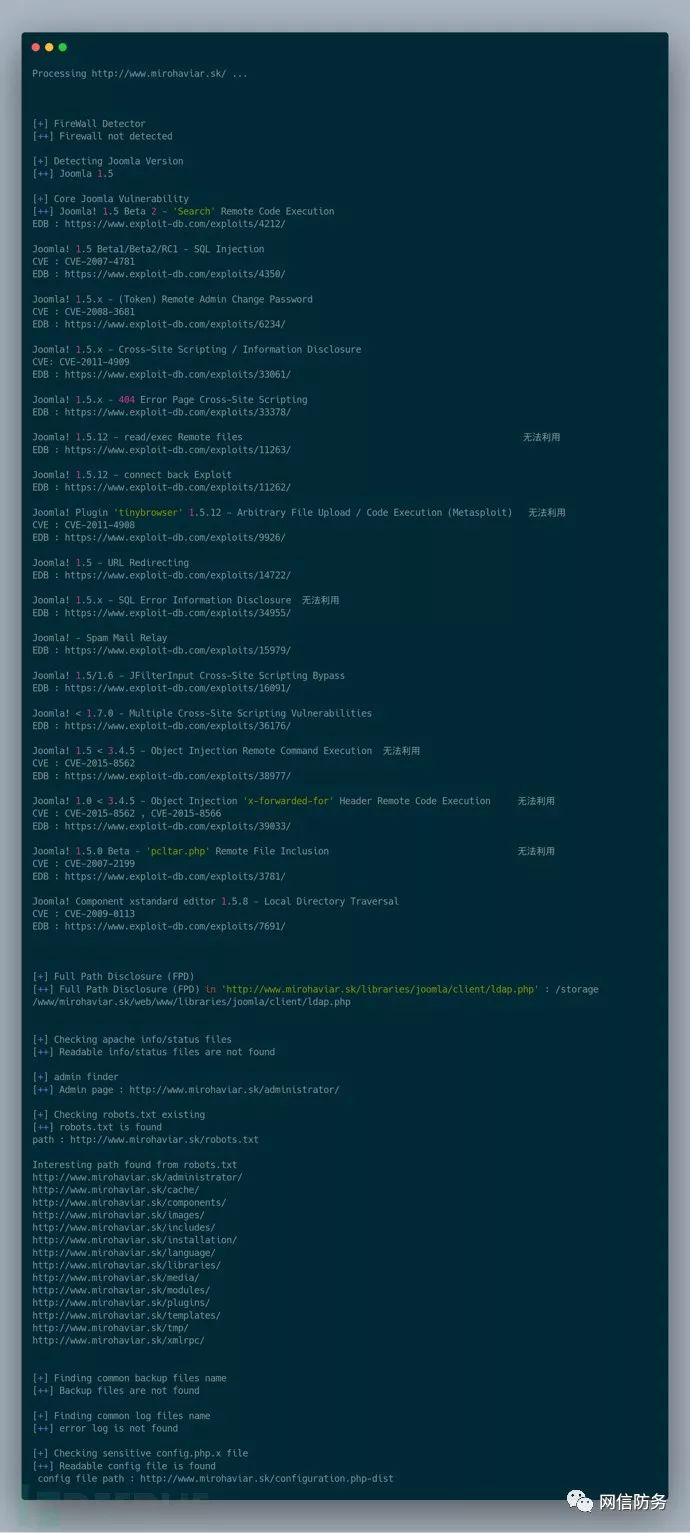 Processing http://www.mirohaviar.sk/ ...
[+] FireWall Detector
[++] Firewall not detected
[+] Detecting Joomla Version
[++] Joomla 1.5
[+] Core Joomla Vulnerability
[++] Joomla! 1.5 Beta 2 - 'Search' Remote Code Execution
EDB : https://www.exploit-db.com/exploits/4212/
Joomla! 1.5 Beta1/Beta2/RC1 - SQL Injection
CVE : CVE-2007-4781
EDB : https://www.exploit-db.com/exploits/4350/
Joomla! 1.5.x - (Token) Remote Admin Change Password
CVE : CVE-2008-3681
EDB : https://www.exploit-db.com/exploits/6234/
Joomla! 1.5.x - Cross-Site Scripting / Information Disclosure
CVE: CVE-2011-4909
EDB : https://www.exploit-db.com/exploits/33061/
Joomla! 1.5.x - 404 Error Page Cross-Site Scripting
EDB : https://www.exploit-db.com/exploits/33378/
Joomla! 1.5.12 - read/exec Remote files 无法利用
EDB : https://www.exploit-db.com/exploits/11263/
Joomla! 1.5.12 - connect back Exploit
EDB : https://www.exploit-db.com/exploits/11262/
Joomla! Plugin 'tinybrowser' 1.5.12 - Arbitrary File Upload / Code Execution (Metasploit) 无法利用
CVE : CVE-2011-4908
EDB : https://www.exploit-db.com/exploits/9926/
Joomla! 1.5 - URL Redirecting
EDB : https://www.exploit-db.com/exploits/14722/
Joomla! 1.5.x - SQL Error Information Disclosure 无法利用
EDB : https://www.exploit-db.com/exploits/34955/
Joomla! - Spam Mail Relay
EDB : https://www.exploit-db.com/exploits/15979/
Joomla! 1.5/1.6 - JFilterInput Cross-Site Scripting Bypass
EDB : https://www.exploit-db.com/exploits/16091/
Joomla! < 1.7.0 - Multiple Cross-Site Scripting Vulnerabilities
EDB : https://www.exploit-db.com/exploits/36176/
Joomla! 1.5 < 3.4.5 - Object Injection Remote Command Execution 无法利用
CVE : CVE-2015-8562
EDB : https://www.exploit-db.com/exploits/38977/
Joomla! 1.0 < 3.4.5 - Object Injection 'x-forwarded-for' Header Remote Code Execution 无法利用
CVE : CVE-2015-8562 , CVE-2015-8566
EDB : https://www.exploit-db.com/exploits/39033/
Joomla! 1.5.0 Beta - 'pcltar.php' Remote File Inclusion 无法利用
CVE : CVE-2007-2199
EDB : https://www.exploit-db.com/exploits/3781/
Joomla! Component xstandard editor 1.5.8 - Local Directory Traversal
CVE : CVE-2009-0113
EDB : https://www.exploit-db.com/exploits/7691/
[+] Full Path Disclosure (FPD)
[++] Full Path Disclosure (FPD) in 'http://www.mirohaviar.sk/libraries/joomla/client/ldap.php' : /storage
/www/mirohaviar.sk/web/www/libraries/joomla/client/ldap.php
[+] Checking apache info/status files
[++] Readable info/status files are not found
[+] admin finder
[++] Admin page : http://www.mirohaviar.sk/administrator/
[+] Checking robots.txt existing
[++] robots.txt is found
path : http://www.mirohaviar.sk/robots.txt
Interesting path found from robots.txt
http://www.mirohaviar.sk/administrator/
http://www.mirohaviar.sk/cache/
http://www.mirohaviar.sk/components/
http://www.mirohaviar.sk/images/
http://www.mirohaviar.sk/includes/
http://www.mirohaviar.sk/installation/
http://www.mirohaviar.sk/language/
http://www.mirohaviar.sk/libraries/
http://www.mirohaviar.sk/media/
http://www.mirohaviar.sk/modules/
http://www.mirohaviar.sk/plugins/
http://www.mirohaviar.sk/templates/
http://www.mirohaviar.sk/tmp/
http://www.mirohaviar.sk/xmlrpc/
[+] Finding common backup files name
[++] Backup files are not found
[+] Finding common log files name
[++] error log is not found
[+] Checking sensitive config.php.x file
[++] Readable config file is found
config file path : http://www.mirohaviar.sk/configuration.php-dist
网信防务